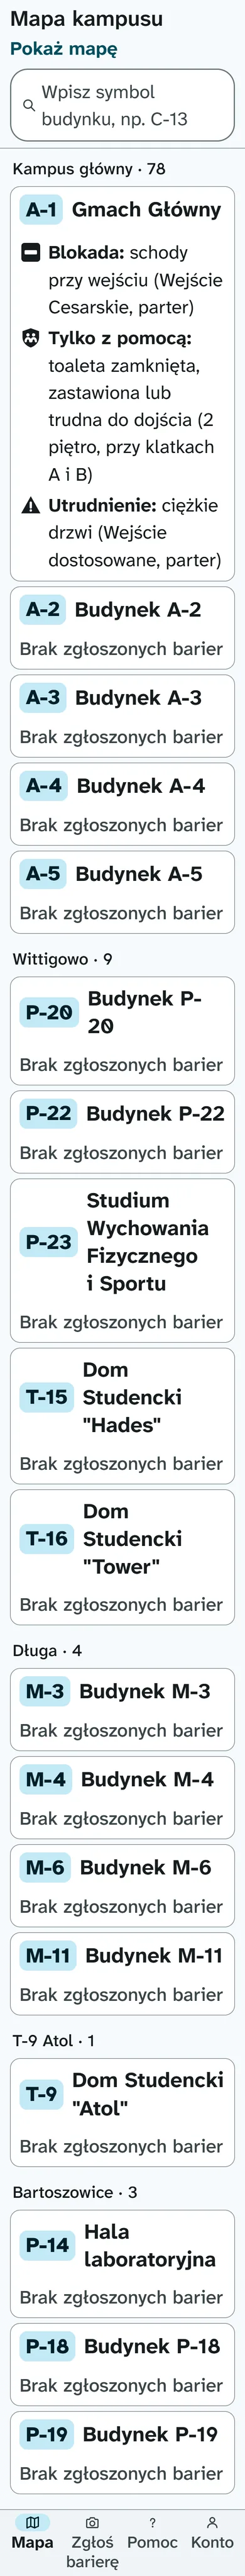 Mapa kampusu
Pokaż mapę
Wpisz symbol
budynku, np. C-13
Kampus główny · 78
A-1 Gmach Główny
Blokada: schody
przy wejściu (Wejście
Cesarskie, parter)
Tylko z pomocą:
toaleta zamknięta,
zastawiona lub
trudna do dojścia (2
piętro, przy klatkach
A i B)
Utrudnienie: ciężkie
drzwi (Wejście
dostosowane, parter)
A-2 Budynek A-2
Brak zgłoszonych barier
A-3 Budynek A-3
Brak zgłoszonych barier
A-4 Budynek A-4
Brak zgłoszonych barier
A-5 Budynek A-5
Brak zgłoszonych barier
Wittigowo · 9
P-20 Budynek P-
20
Brak zgłoszonych barier
P-22 Budynek P-22
Brak zgłoszonych barier
P-23 Studium
Wychowania
Fizycznego
i Sportu
Brak zgłoszonych barier
T-15 Dom
Studencki
"Hades"
Brak zgłoszonych barier
T-16 Dom
Studencki
"Tower"
Brak zgłoszonych barier
Długa · 4
M-3 Budynek M-3
Brak zgłoszonych barier
M-4 Budynek M-4
Brak zgłoszonych barier
M-6 Budynek M-6
Brak zgłoszonych barier
M-11 Budynek M-11
Brak zgłoszonych barier
T-9 Atol · 1
T-9 Dom Studencki
"Atol"
Brak zgłoszonych barier
Bartoszowice · 3
P-14 Hala
laboratoryjna
Brak zgłoszonych barier
P-18 Budynek P-18
Brak zgłoszonych barier
P-19 Budynek P-19
Brak zgłoszonych barier
Mapa Zgłoś Pomoc Konto
barierę